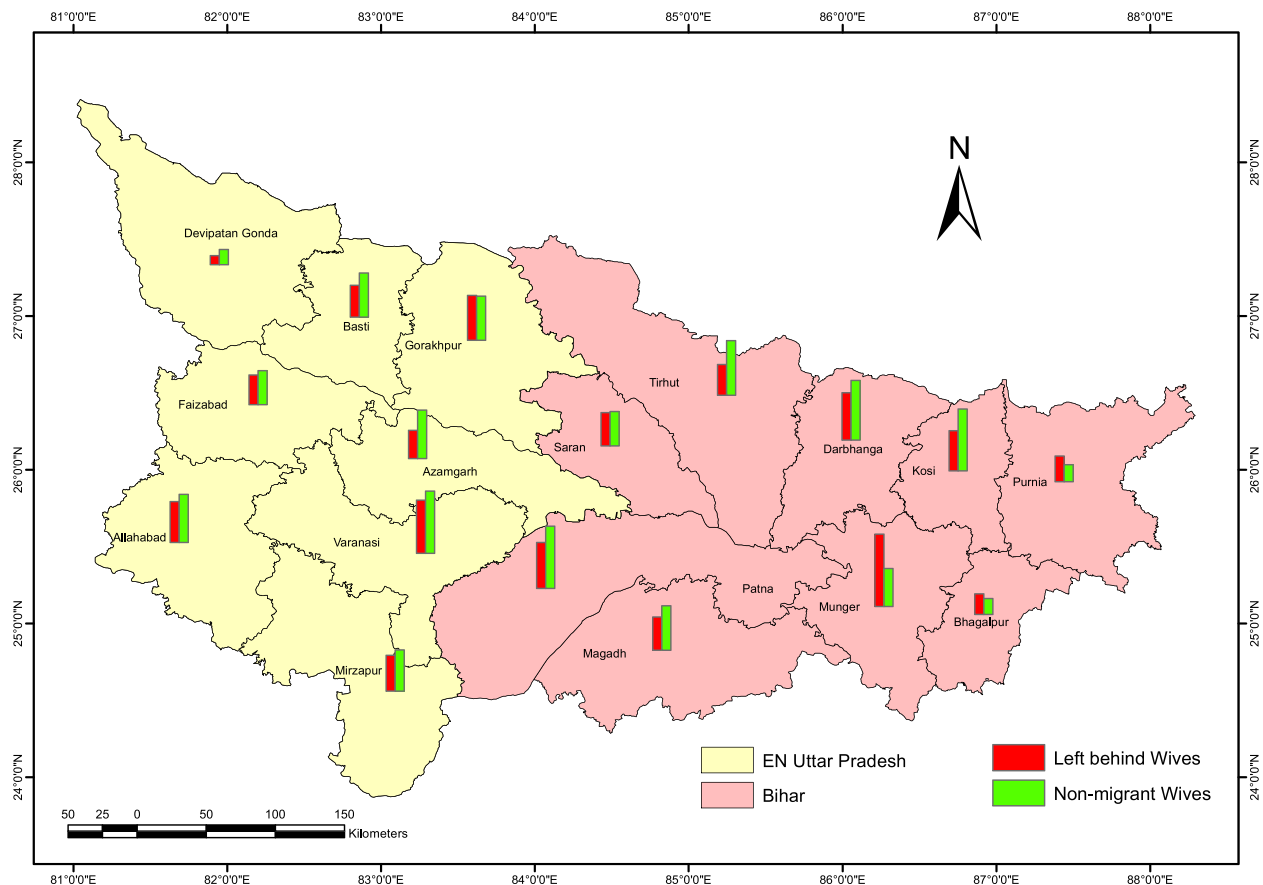 81°0'0"E 82°0'0"E 83°0'0"E 84°0'0"E 85°0'0"E 86°0'0"E 87°0'0"E 88°0'0"E
28°0'0"N
28°0'0"N
27°0'0"N
27°0'0"N
26°0'0"N
26°0'0"N
25°0'0"N
25°0'0"N
24°0'0"N
24°0'0"N
N
Devipatan Gonda
Basti
Gorakhpur
Tirhut
Faizabad
Saran
Darbhanga
Azamgarh
Kosi
Purnia
Allahabad
Varanasi
Patna
Munger
Bhagalpur
Magadh
Mirzapur
EN Uttar Pradesh
Bihar
Left behind Wives
Non-migrant Wives
50 25 0 50 100 150
Kilometers
81°0'0"E 82°0'0"E 83°0'0"E 84°0'0"E 85°0'0"E 86°0'0"E 87°0'0"E 88°0'0"E